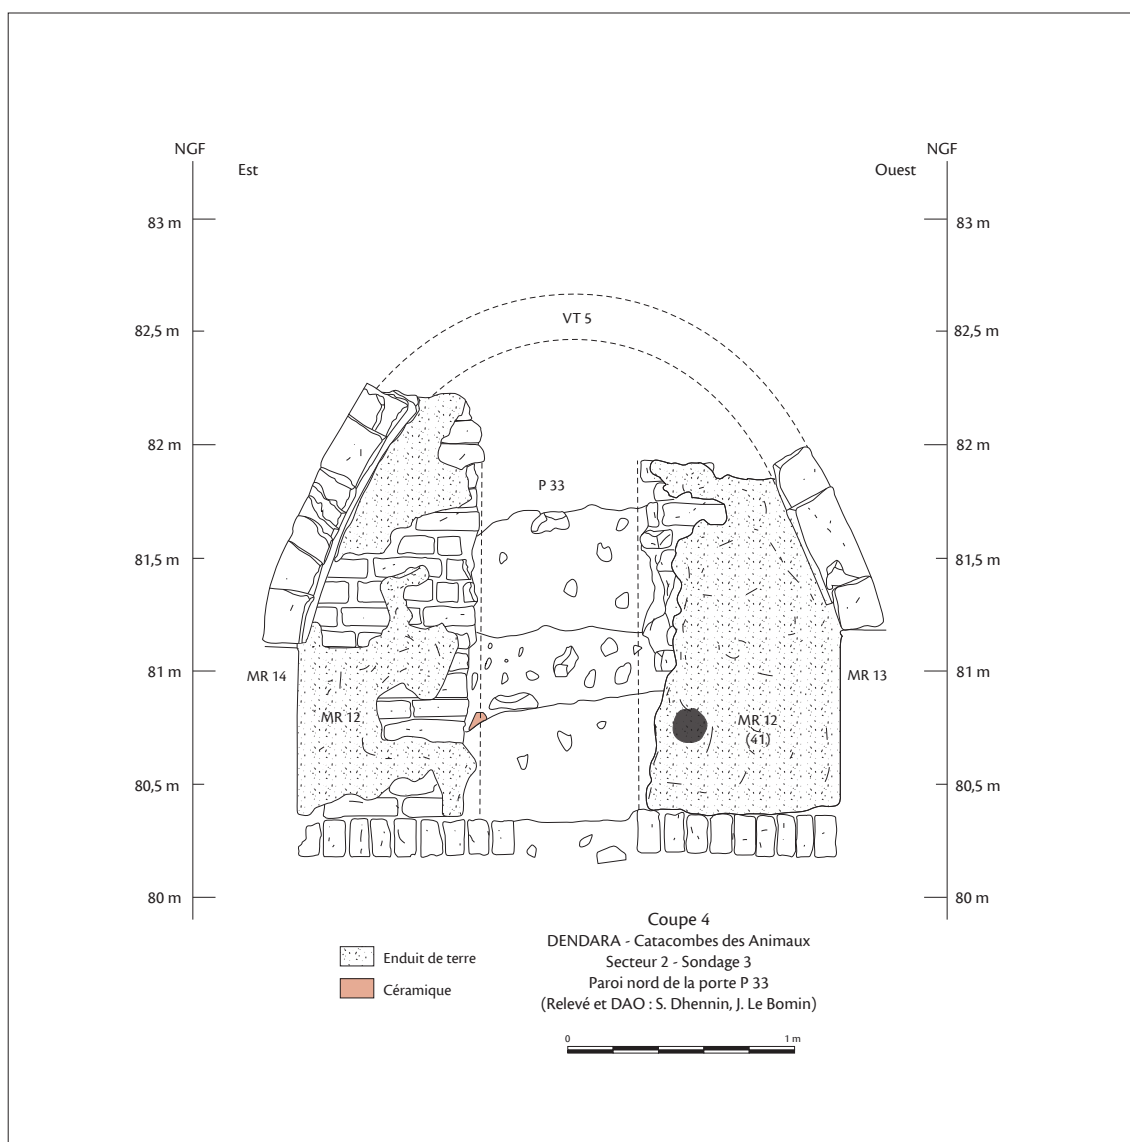 NGF
NGF
Est
Ouest
83 m
83 m
VT 5
82,5 m
82,5 m
82 m
82 m
P 33
81,5 m
81,5 m
81 m
81 m
MR 14
MR 13
MR 12
MR 12
(41)
80,5 m
80,5 m
80 m
80 m
Coupe 4
DENDARA - Catacombes des Animaux
Secteur 2 - Sondage 3
Paroi nord de la porte P 33
(Relevé et DAO : S. Dhennin, J. Le Bomin)
Enduit de terre
Céramique
0
1 m